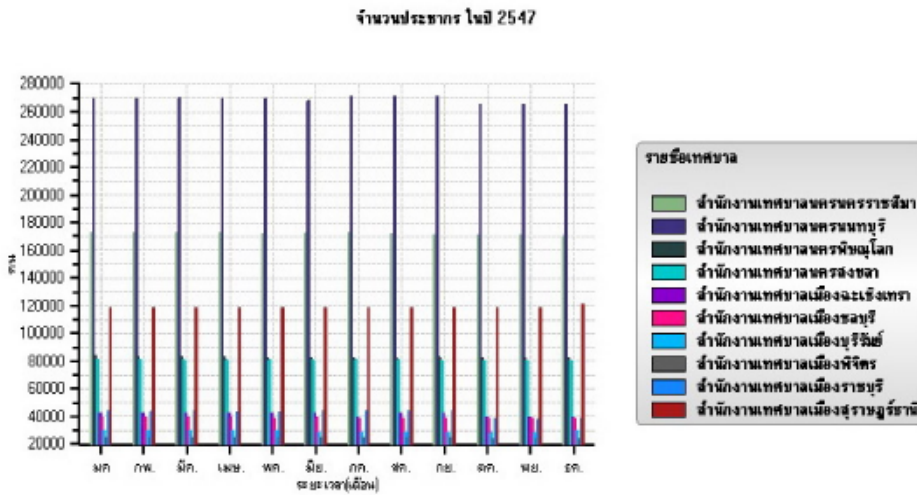 จำนวนประชากร ในปี 2547
280000
260000
240000
220000
200000
180000
160000
140000
120000
100000
80000
60000
40000
20000
คน
มค. กพ. มีค. เมษ. พค. มิย. กค. สค. กย. ตค. พย. ธค.
ระยะเวลา(เดือน)
รายชื่อเทศบาล
สำนักงานเทศบาลนครนครราชสีมา
สำนักงานเทศบาลนครนนทบุรี
สำนักงานเทศบาลนครพิษณุโลก
สำนักงานเทศบาลนครสงขลา
สำนักงานเทศบาลเมืองฉะเชิงเทรา
สำนักงานเทศบาลเมืองชลบุรี
สำนักงานเทศบาลเมืองบุรีรัมย์
สำนักงานเทศบาลเมืองพิจิตร
สำนักงานเทศบาลเมืองราชบุรี
สำนักงานเทศบาลเมืองสุราษฎร์ธานี